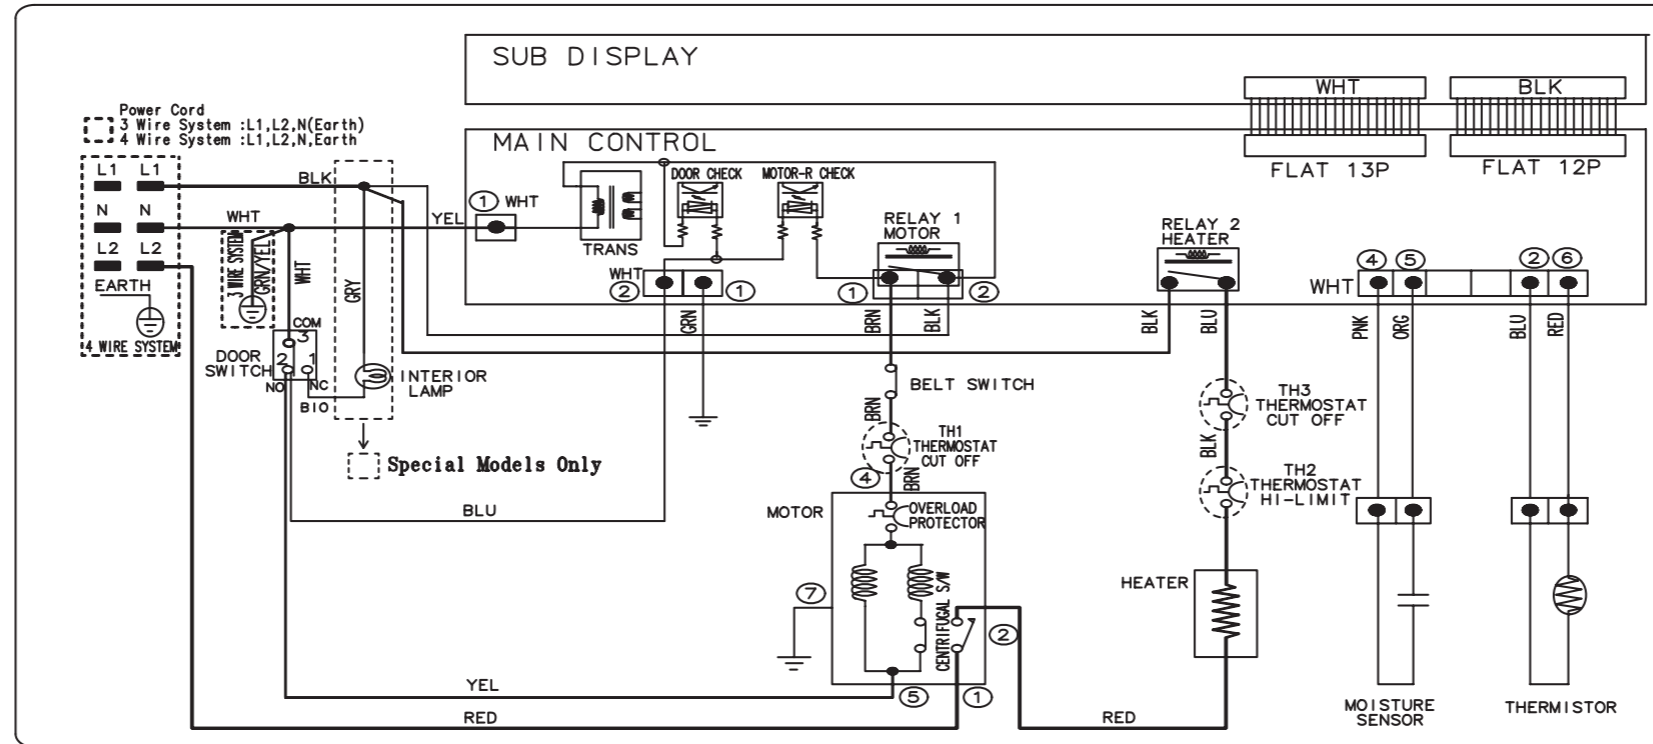 SUB DISPLAY
WHT
BLK
FLAT 13P
FLAT 12P
Power Cord
3 Wire System :L1,L2,N(Earth)
4 Wire System :L1,L2,N,Earth
MAIN CONTROL
L1 L1
N N
L2 L2
EARTH
4 WIRE SYSTEM
BLK
WHT
YEL
1 WHT
TRANS
DOOR CHECK
MOTOR-R CHECK
RELAY 1
MOTOR
RELAY 2
HEATER
3 WIRE SYSTEM
GRN/YEL
WHT
GRY
WHT
2
1
1
2
WHT
4
5
2
6
GRN
BRN
BLK
BLK
BLU
PNK
ORG
BLU
RED
COM
3
2 1
DOOR
SWITCH
NO
NC
BIO
INTERIOR
LAMP
Special Models Only
BELT SWITCH
BRN
TH1
THERMOSTAT
CUT OFF
4
BRN
TH3
THERMOSTAT
CUT OFF
BLK
TH2
THERMOSTAT
HI-LIMIT
BLU
MOTOR
OVERLOAD
PROTECTOR
7
CENTRIFUGAL S/W
2
HEATER
YEL
5
1
RED
RED
MOISTURE
SENSOR
THERMISTOR